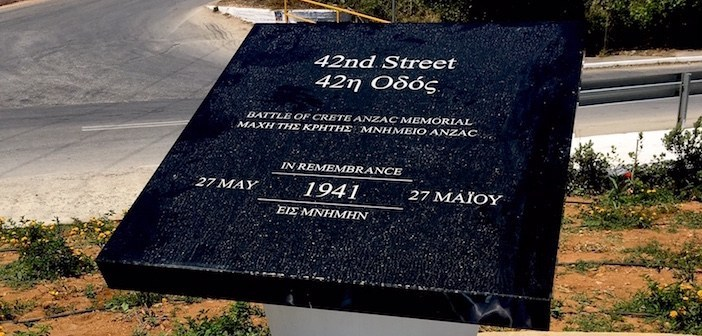 42nd Street
42η Οδός
BATTLE OF CRETE ANZAC MEMORIAL
ΜΑΧΗ ΤΗΣ ΚΡΗΤΗΣ ΜΝΗΜΕΙΟ ANZAC
IN REMEMBRANCE
27 MAY 1941 27 ΜΑΪΟΥ
ΕΙΣ ΜΝΗΜΗΝ